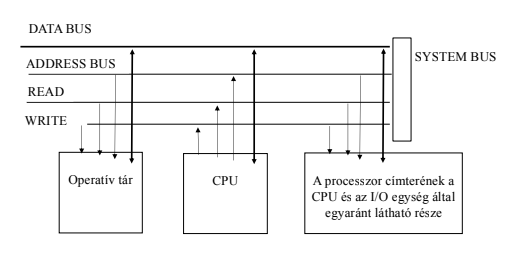 DATA BUS
SYSTEM BUS
ADDRESS BUS
READ
WRITE
Operatív tár
CPU
A processzor címterének a
CPU és az I/O egység által
egyaránt látható része